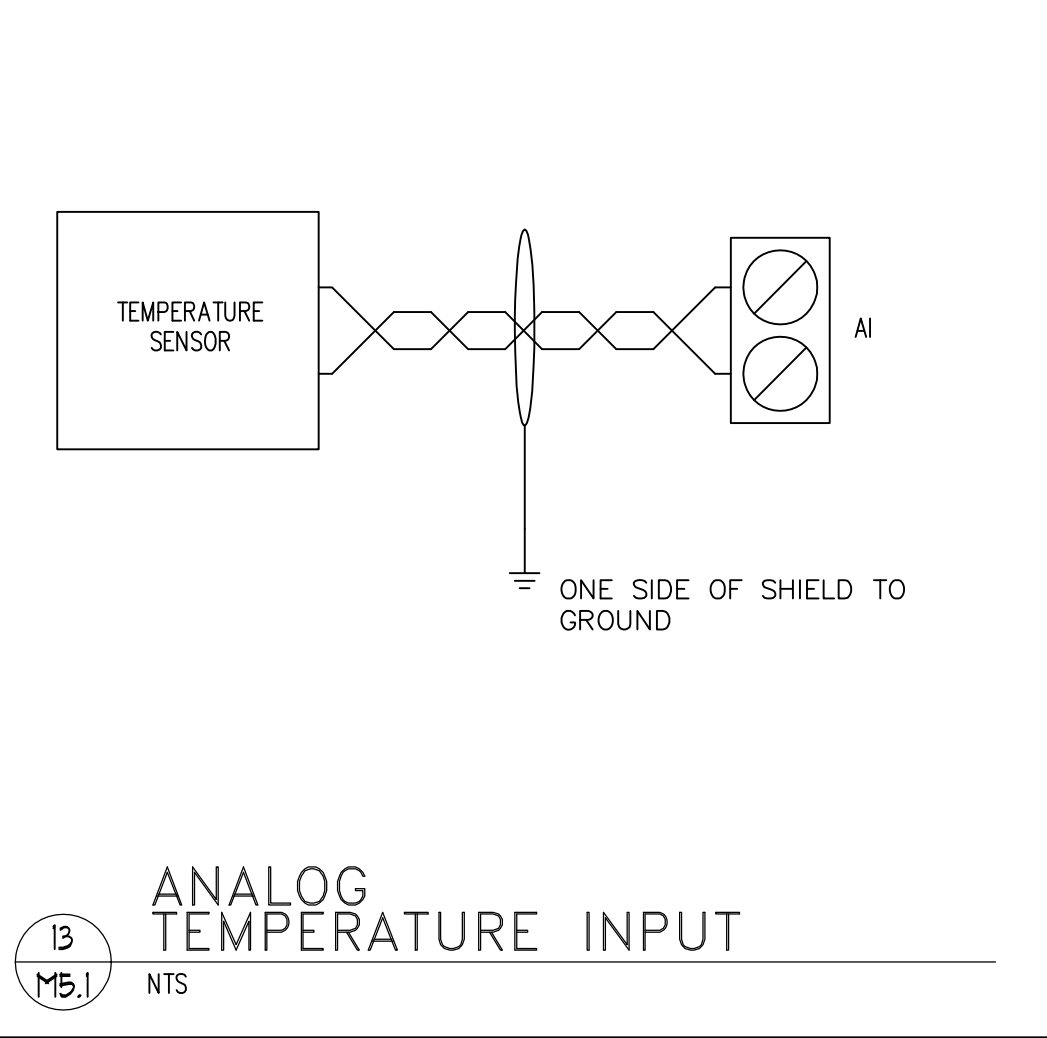 TEMPERATURE
SENSOR
AI
ONE SIDE OF SHIELD TO
GROUND
ANALOG
TEMPERATURE INPUT
13
M5.1
NTS